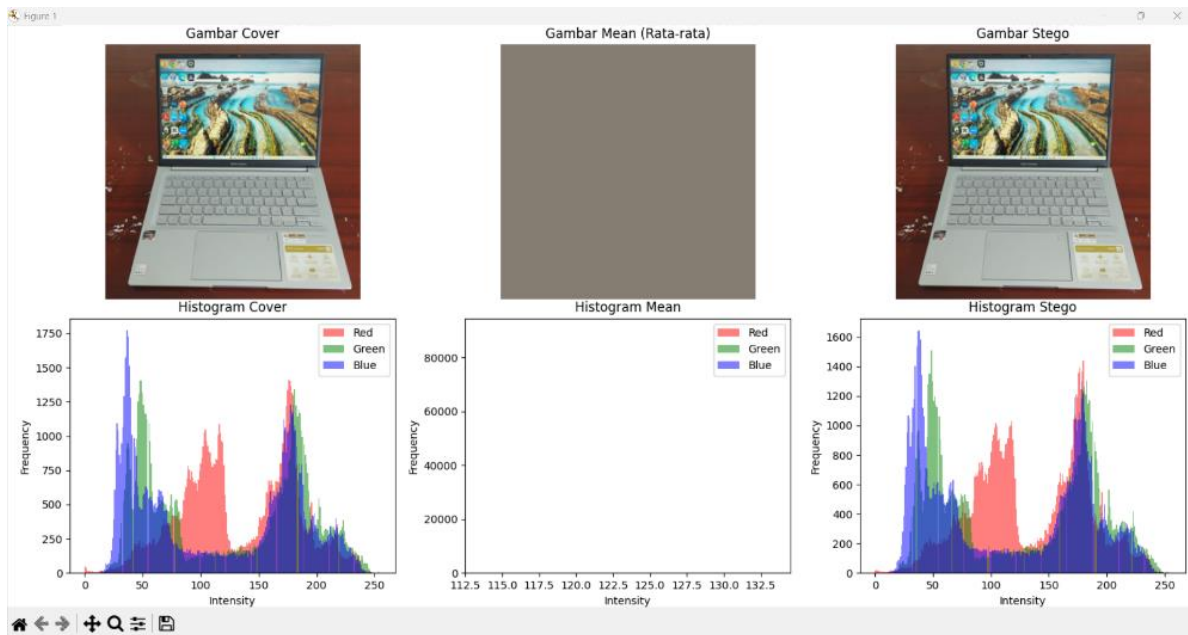 Figure 1
Gambar Cover
Gambar Mean (Rata-rata)
Gambar Stego
Histogram Cover
Histogram Mean
Histogram Stego
Red
Green
Blue
Red
Green
Blue
Red
Green
Blue
Frequency
1750
1500
1250
1000
750
500
250
0
0 50 100 150 200 250
Intensity
Frequency
80000
60000
40000
20000
0
112.5 115.0 117.5 120.0 122.5 125.0 127.5 130.0 132.5
Intensity
Frequency
1600
1400
1200
1000
800
600
400
200
0
0 50 100 150 200 250
Intensity